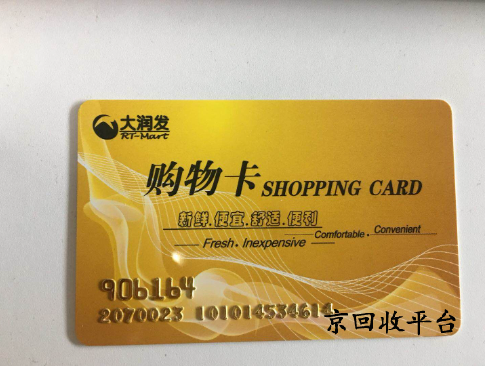 大润发
RT-Mart
购物卡 SHOPPING CARD
新鲜.便宜.舒适.便利
Fresh . Inexpensive
Comfortable . Convenient
906164
2070023 101014534614
京回收平台